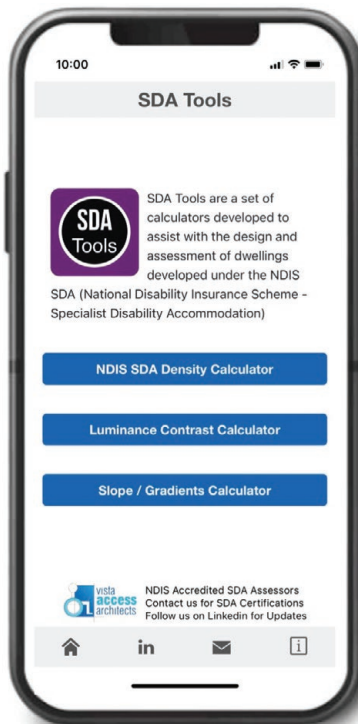 10:00
SDA Tools
SDA
Tools
SDA Tools are a set of
calculators developed to
assist with the design and
assessment of dwellings
developed under the NDIS
SDA (National Disability Insurance Scheme -
Specialist Disability Accommodation)
NDIS SDA Density Calculator
Luminance Contrast Calculator
Slope / Gradients Calculator
vista
access
architects
NDIS Accredited SDA Assessors
Contact us for SDA Certifications
Follow us on Linkedin for Updates
in
i